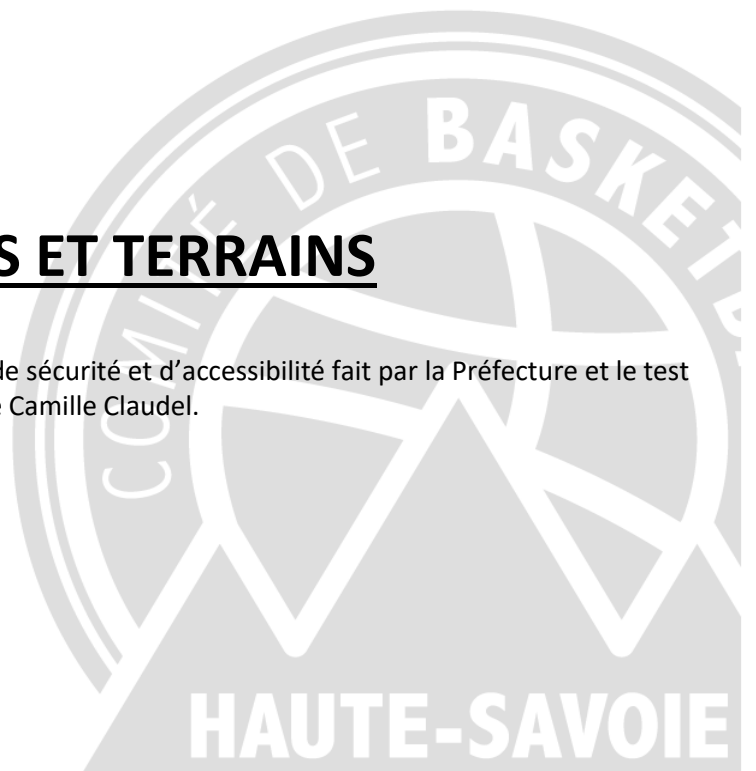 COMITÉ DE BASKETB
S ET TERRAINS
de sécurité et d’accessibilité fait par la Préfecture et le test
Camille Claudel.
HAUTE-SAVOIE